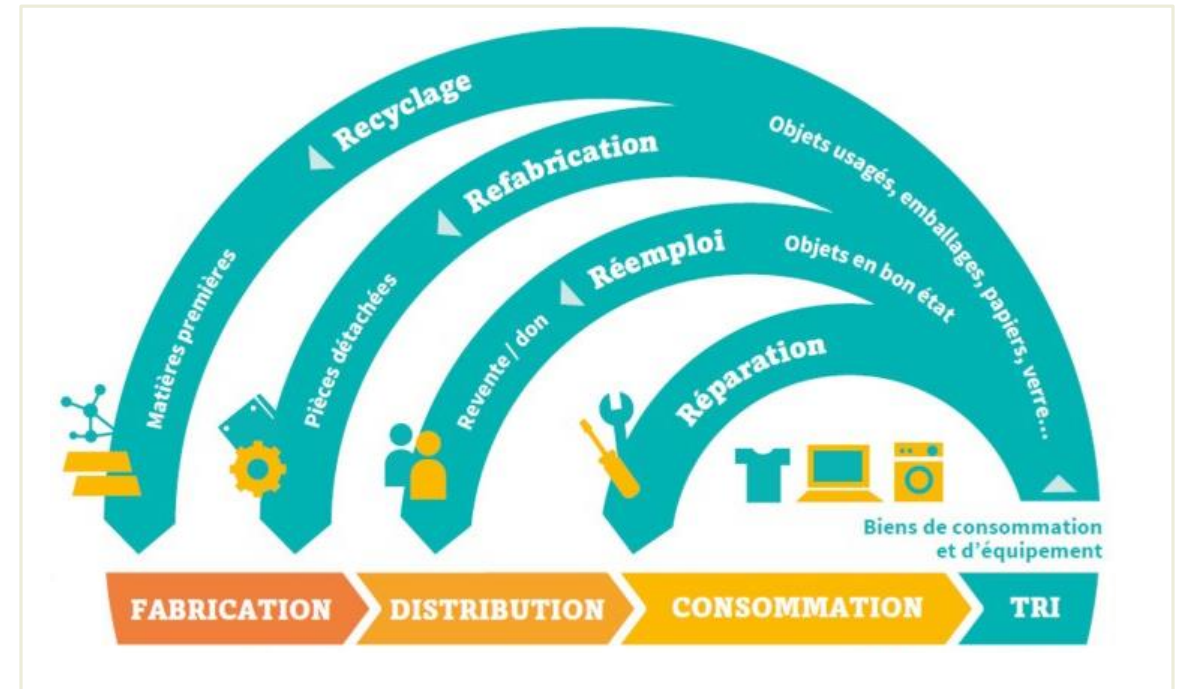 Recyclage
Matières premières
Refabrication
Pièces détachées
Réemploi
Revente / don
Réparation
Objets usagés, emballages, papiers, verre...
Objets en bon état
Biens de consommation
et d'équipement
FABRICATION
DISTRIBUTION
CONSOMMATION
TRI